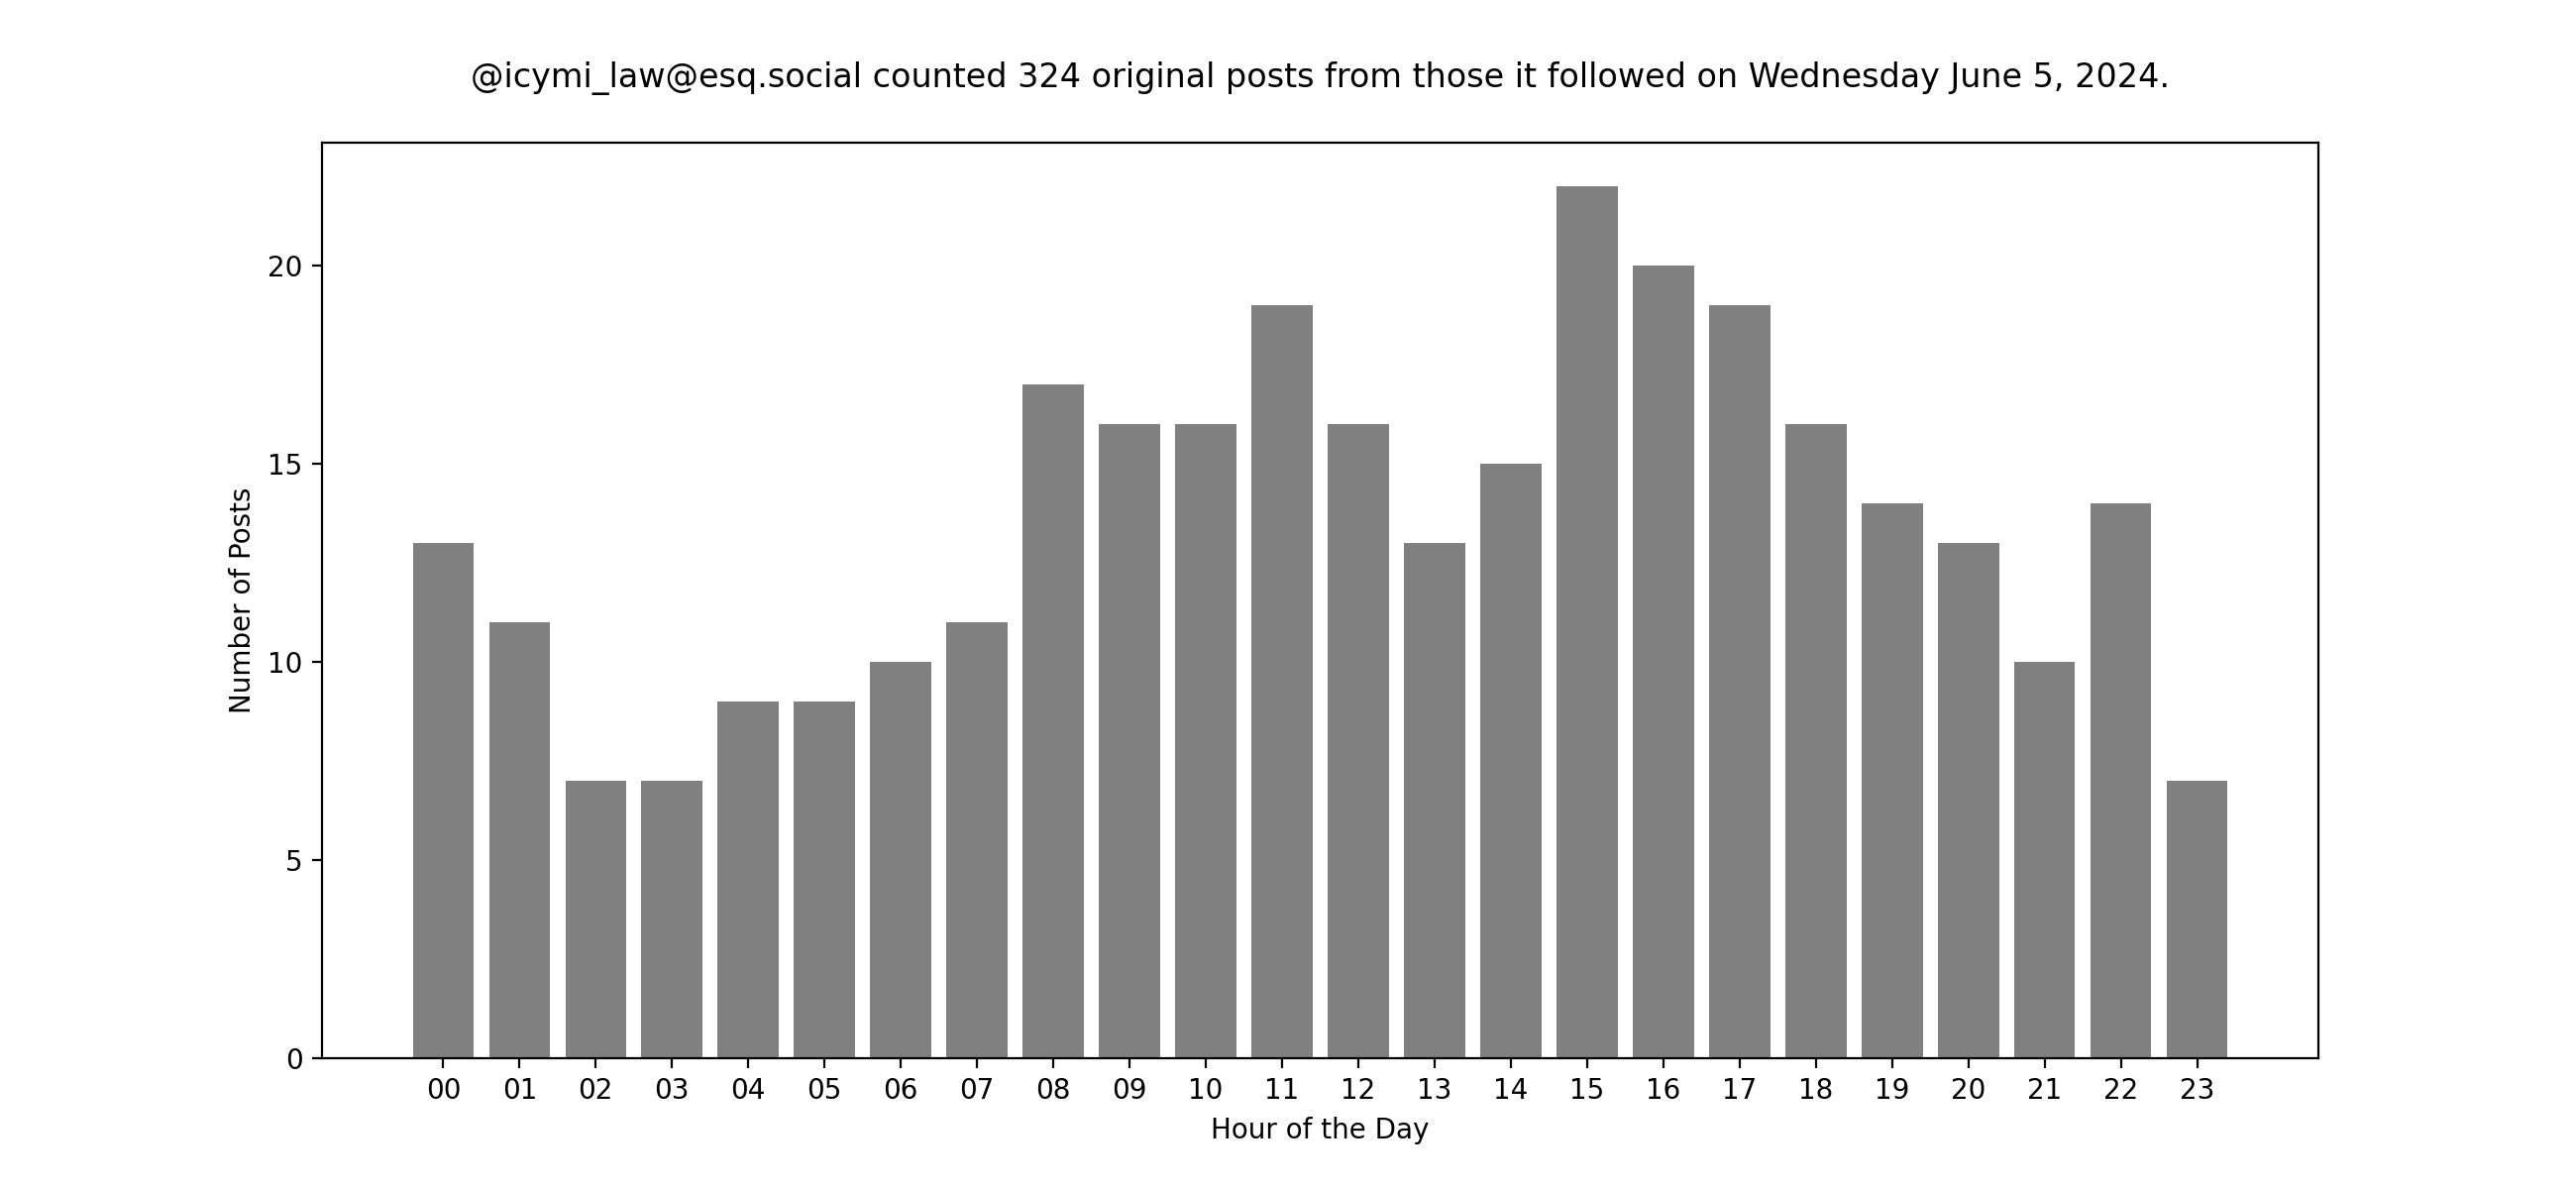 @icymi_law@esq.social counted 324 original posts from those it followed on Wednesday June 5, 2024.
20
15
10
5
0
Number of Posts
00 01 02 03 04 05 06 07 08 09 10 11 12 13 14 15 16 17 18 19 20 21 22 23
Hour of the Day